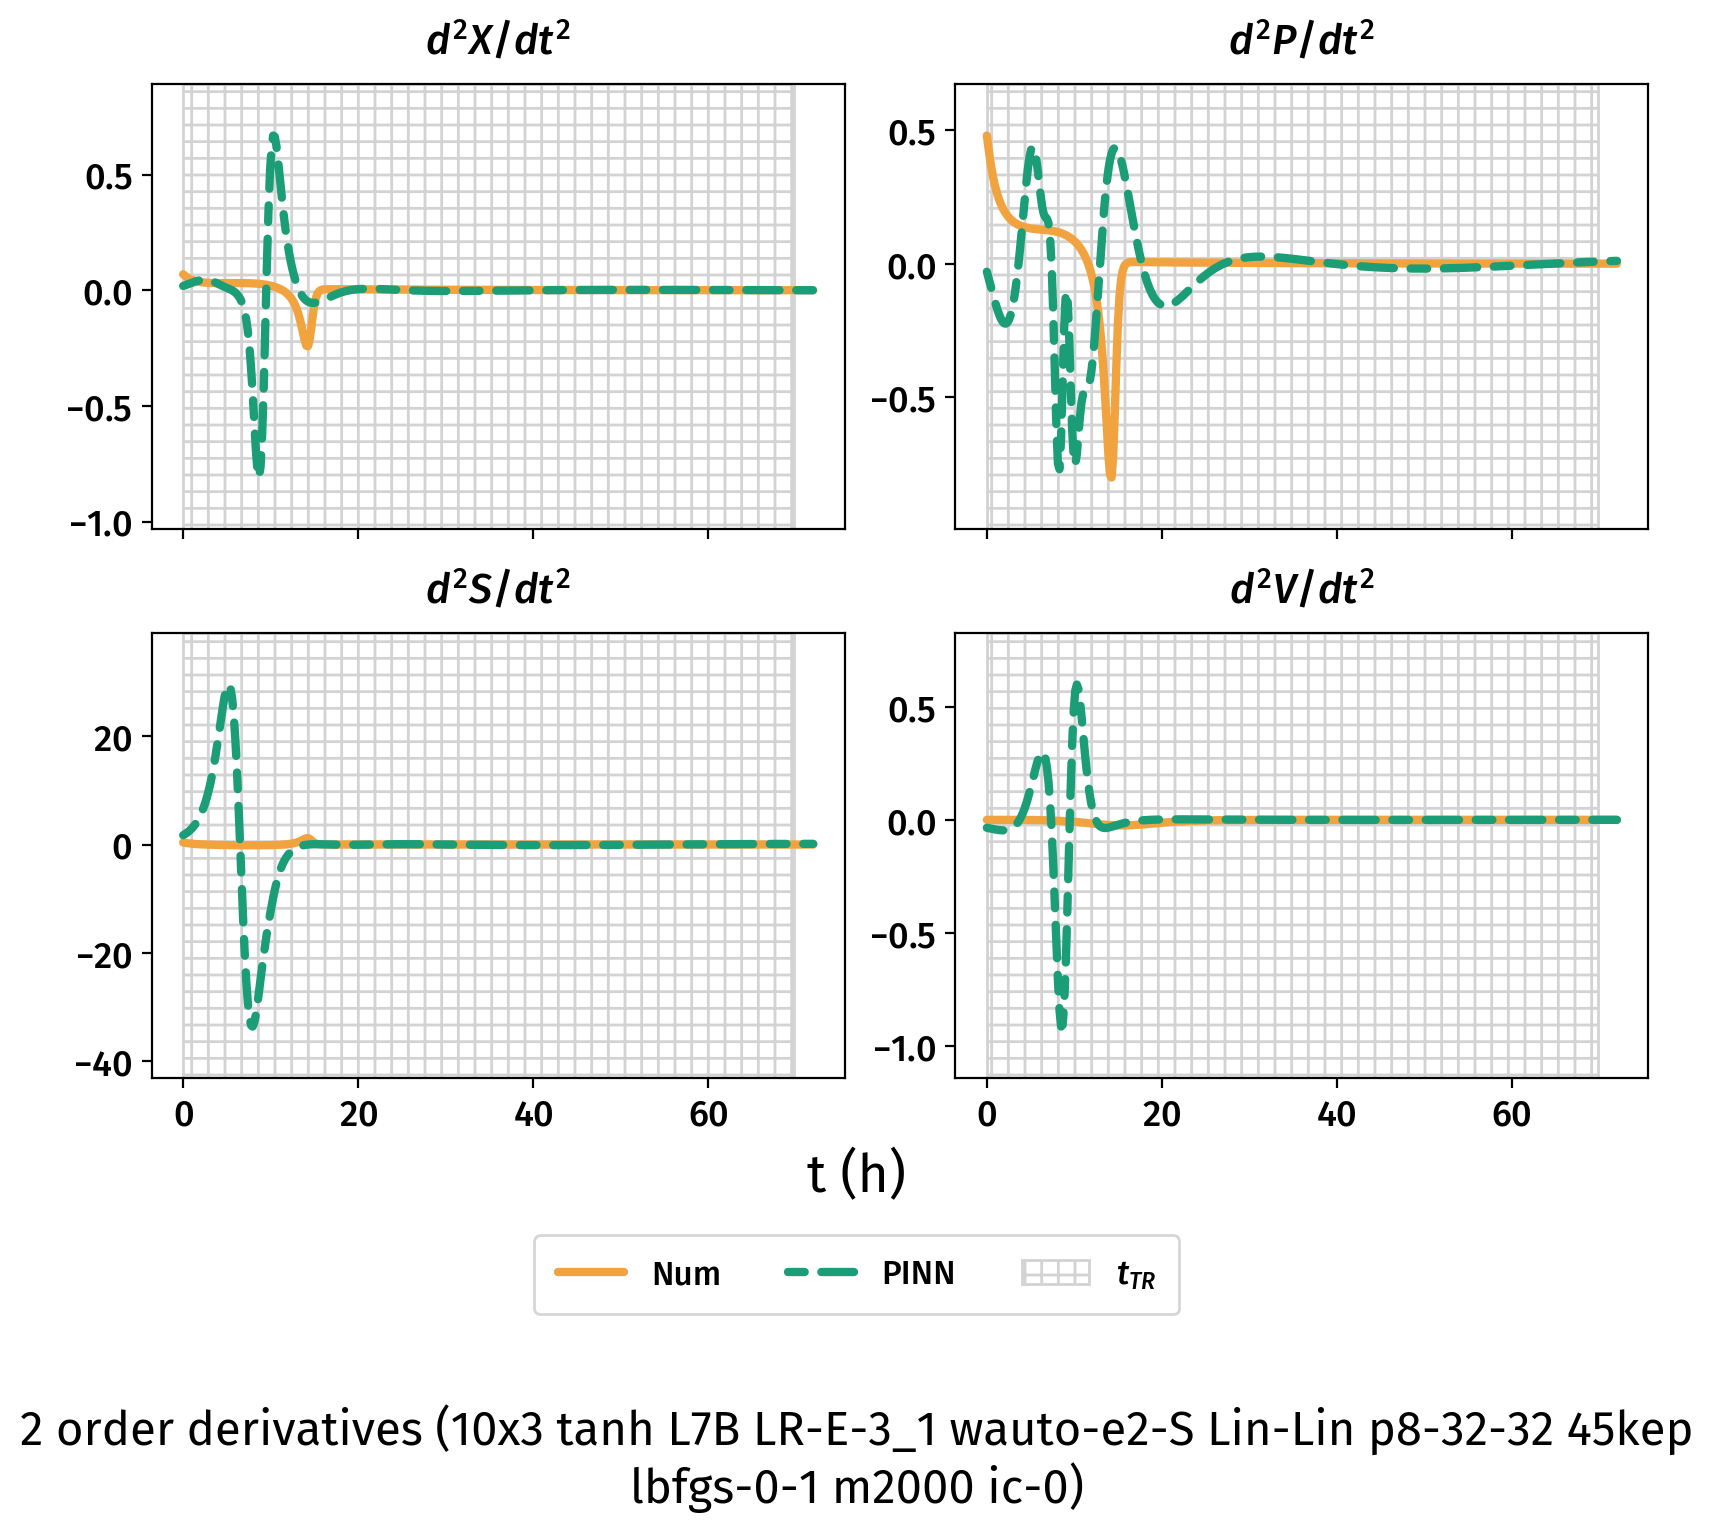 d²X/dt²
0.5
0.0
−0.5
−1.0
d²P/dt²
0.5
0.0
−0.5
d²S/dt²
20
0
−20
−40
0 20 40 60
d²V/dt²
0.5
0.0
−0.5
−1.0
0 20 40 60
t (h)
Num PINN t_TR
2 order derivatives (10x3 tanh L7B LR-E-3_1 wauto-e2-S Lin-Lin p8-32-32 45kep
lbfgs-0-1 m2000 ic-0)